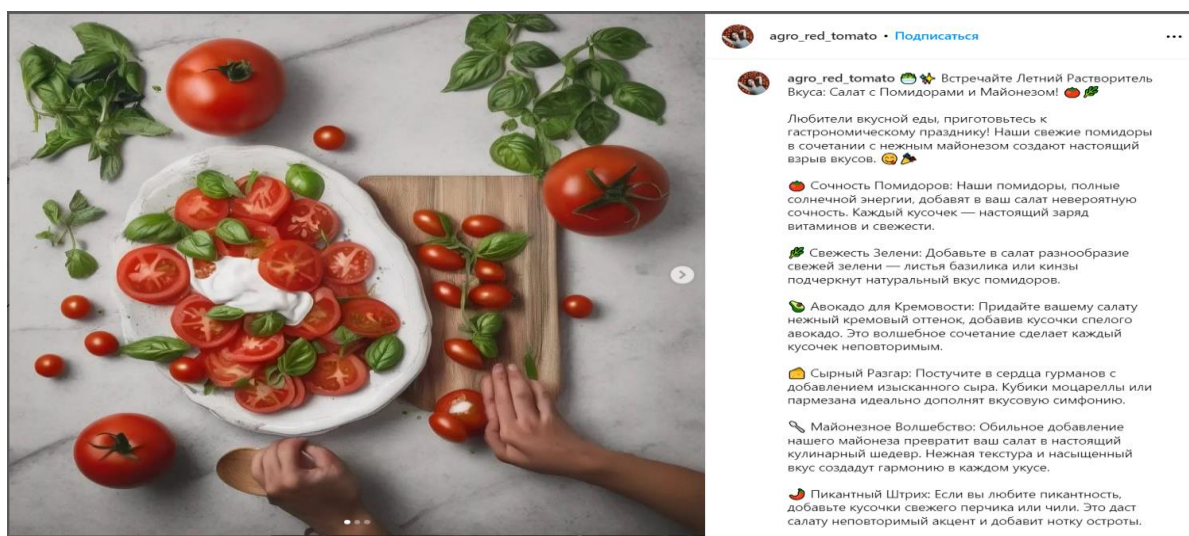 agro_red_tomato • Подписаться
agro_red_tomato 🥗✨ Встречайте Летний Растворитель
Вкуса: Салат с Помидорами и Майонезом! 🍅🌿
Любители вкусной еды, приготовьтесь к
гастрономическому празднику! Наши свежие помидоры
в сочетании с нежным майонезом создают настоящий
взрыв вкусов. 😋🎉
🍅 Сочность Помидоров: Наши помидоры, полные
солнечной энергии, добавят в ваш салат невероятную
сочность. Каждый кусочек — настоящий заряд
витаминов и свежести.
🌿 Свежесть Зелени: Добавьте в салат разнообразие
свежей зелени — листья базилика или кинзы
подчеркнут натуральный вкус помидоров.
🥑 Авокадо для Кремовости: Придайте вашему салату
нежный кремовый оттенок, добавив кусочки спелого
авокадо. Это волшебное сочетание сделает каждый
кусочек неповторимым.
🧀 Сырный Разгар: Постучите в сердца гурманов с
добавлением изысканного сыра. Кубики моцареллы или
пармезана идеально дополнят вкусовую симфонию.
🥄 Майонезное Волшебство: Обильное добавление
нашего майонеза превратит ваш салат в настоящий
кулинарный шедевр. Нежная текстура и насыщенный
вкус создадут гармонию в каждом укусе.
🌶 Пикантный Штрих: Если вы любите пикантность,
добавьте кусочки свежего перчика или чили. Это даст
салату неповторимый акцент и добавит нотку остроты.